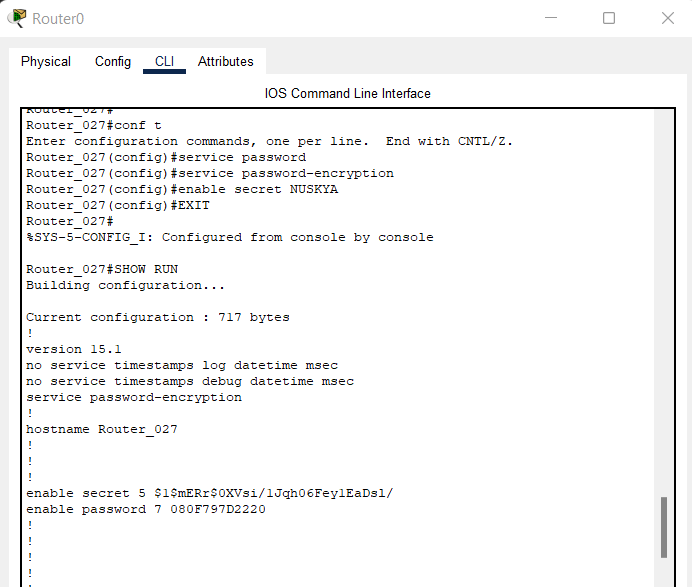 Router0
Physical Config CLI Attributes
IOS Command Line Interface
Router_027#
Router_027#conf t
Enter configuration commands, one per line.  End with CNTL/Z.
Router_027(config)#service password
Router_027(config)#service password-encryption
Router_027(config)#enable secret NUSKYA
Router_027(config)#EXIT
Router_027#
%SYS-5-CONFIG_I: Configured from console by console
Router_027#SHOW RUN
Building configuration...
Current configuration : 717 bytes
!
version 15.1
no service timestamps log datetime msec
no service timestamps debug datetime msec
service password-encryption
!
hostname Router_027
!
!
!
enable secret 5 $1$mERr$0XVsi/1Jqh06Fey1EaDsl/
enable password 7 080F797D2220
!
!
!
!
!